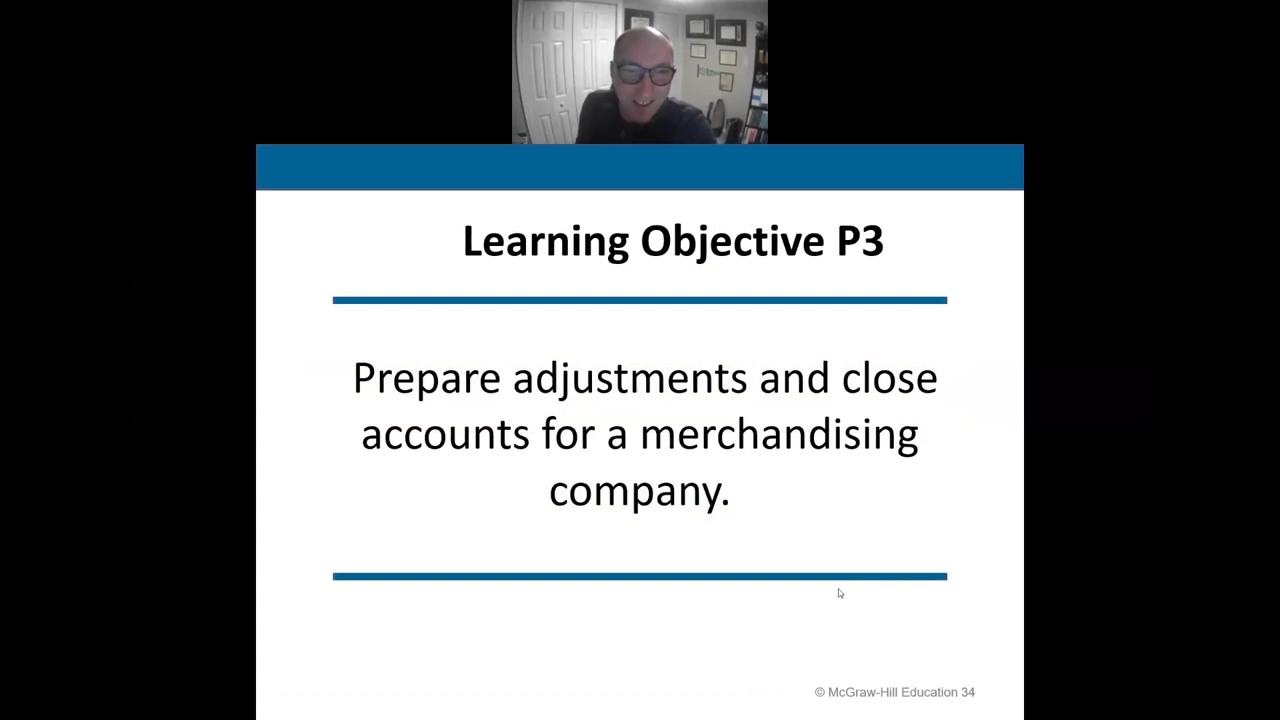 Learning Objective P3
Prepare adjustments and close
accounts for a merchandising
company.
© McGraw-Hill Education 34